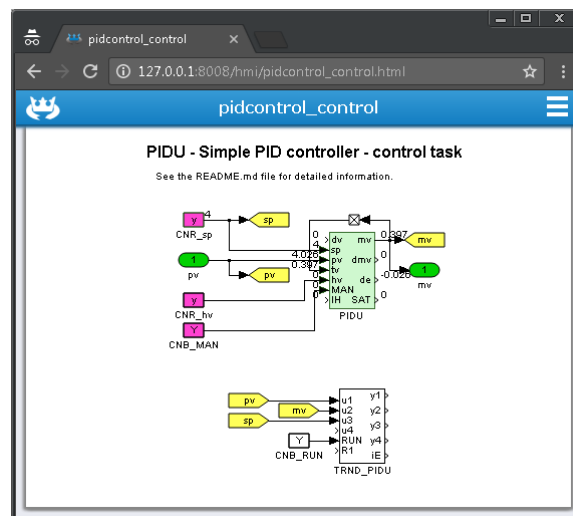 pidcontrol_control
127.0.0.1:8008/hmi/pidcontrol_control.html
pidcontrol_control
PIDU - Simple PID controller - control task
See the README.md file for detailed information.
y 4 sp
CNR_sp
1
pv
pv
y
CNR_hv
Y
CNB_MAN
0 dv mv 0.397 mv
4 sp
4.026 pv dmv 0
0.397 tv
0 hv de -0.026
0 MAN
0 IH SAT 0
PIDU
1
mv
pv u1 y1
mv u2 y2
sp u3 y3
u4
Y RUN y4
CNB_RUN R1 iE
TRND_PIDU